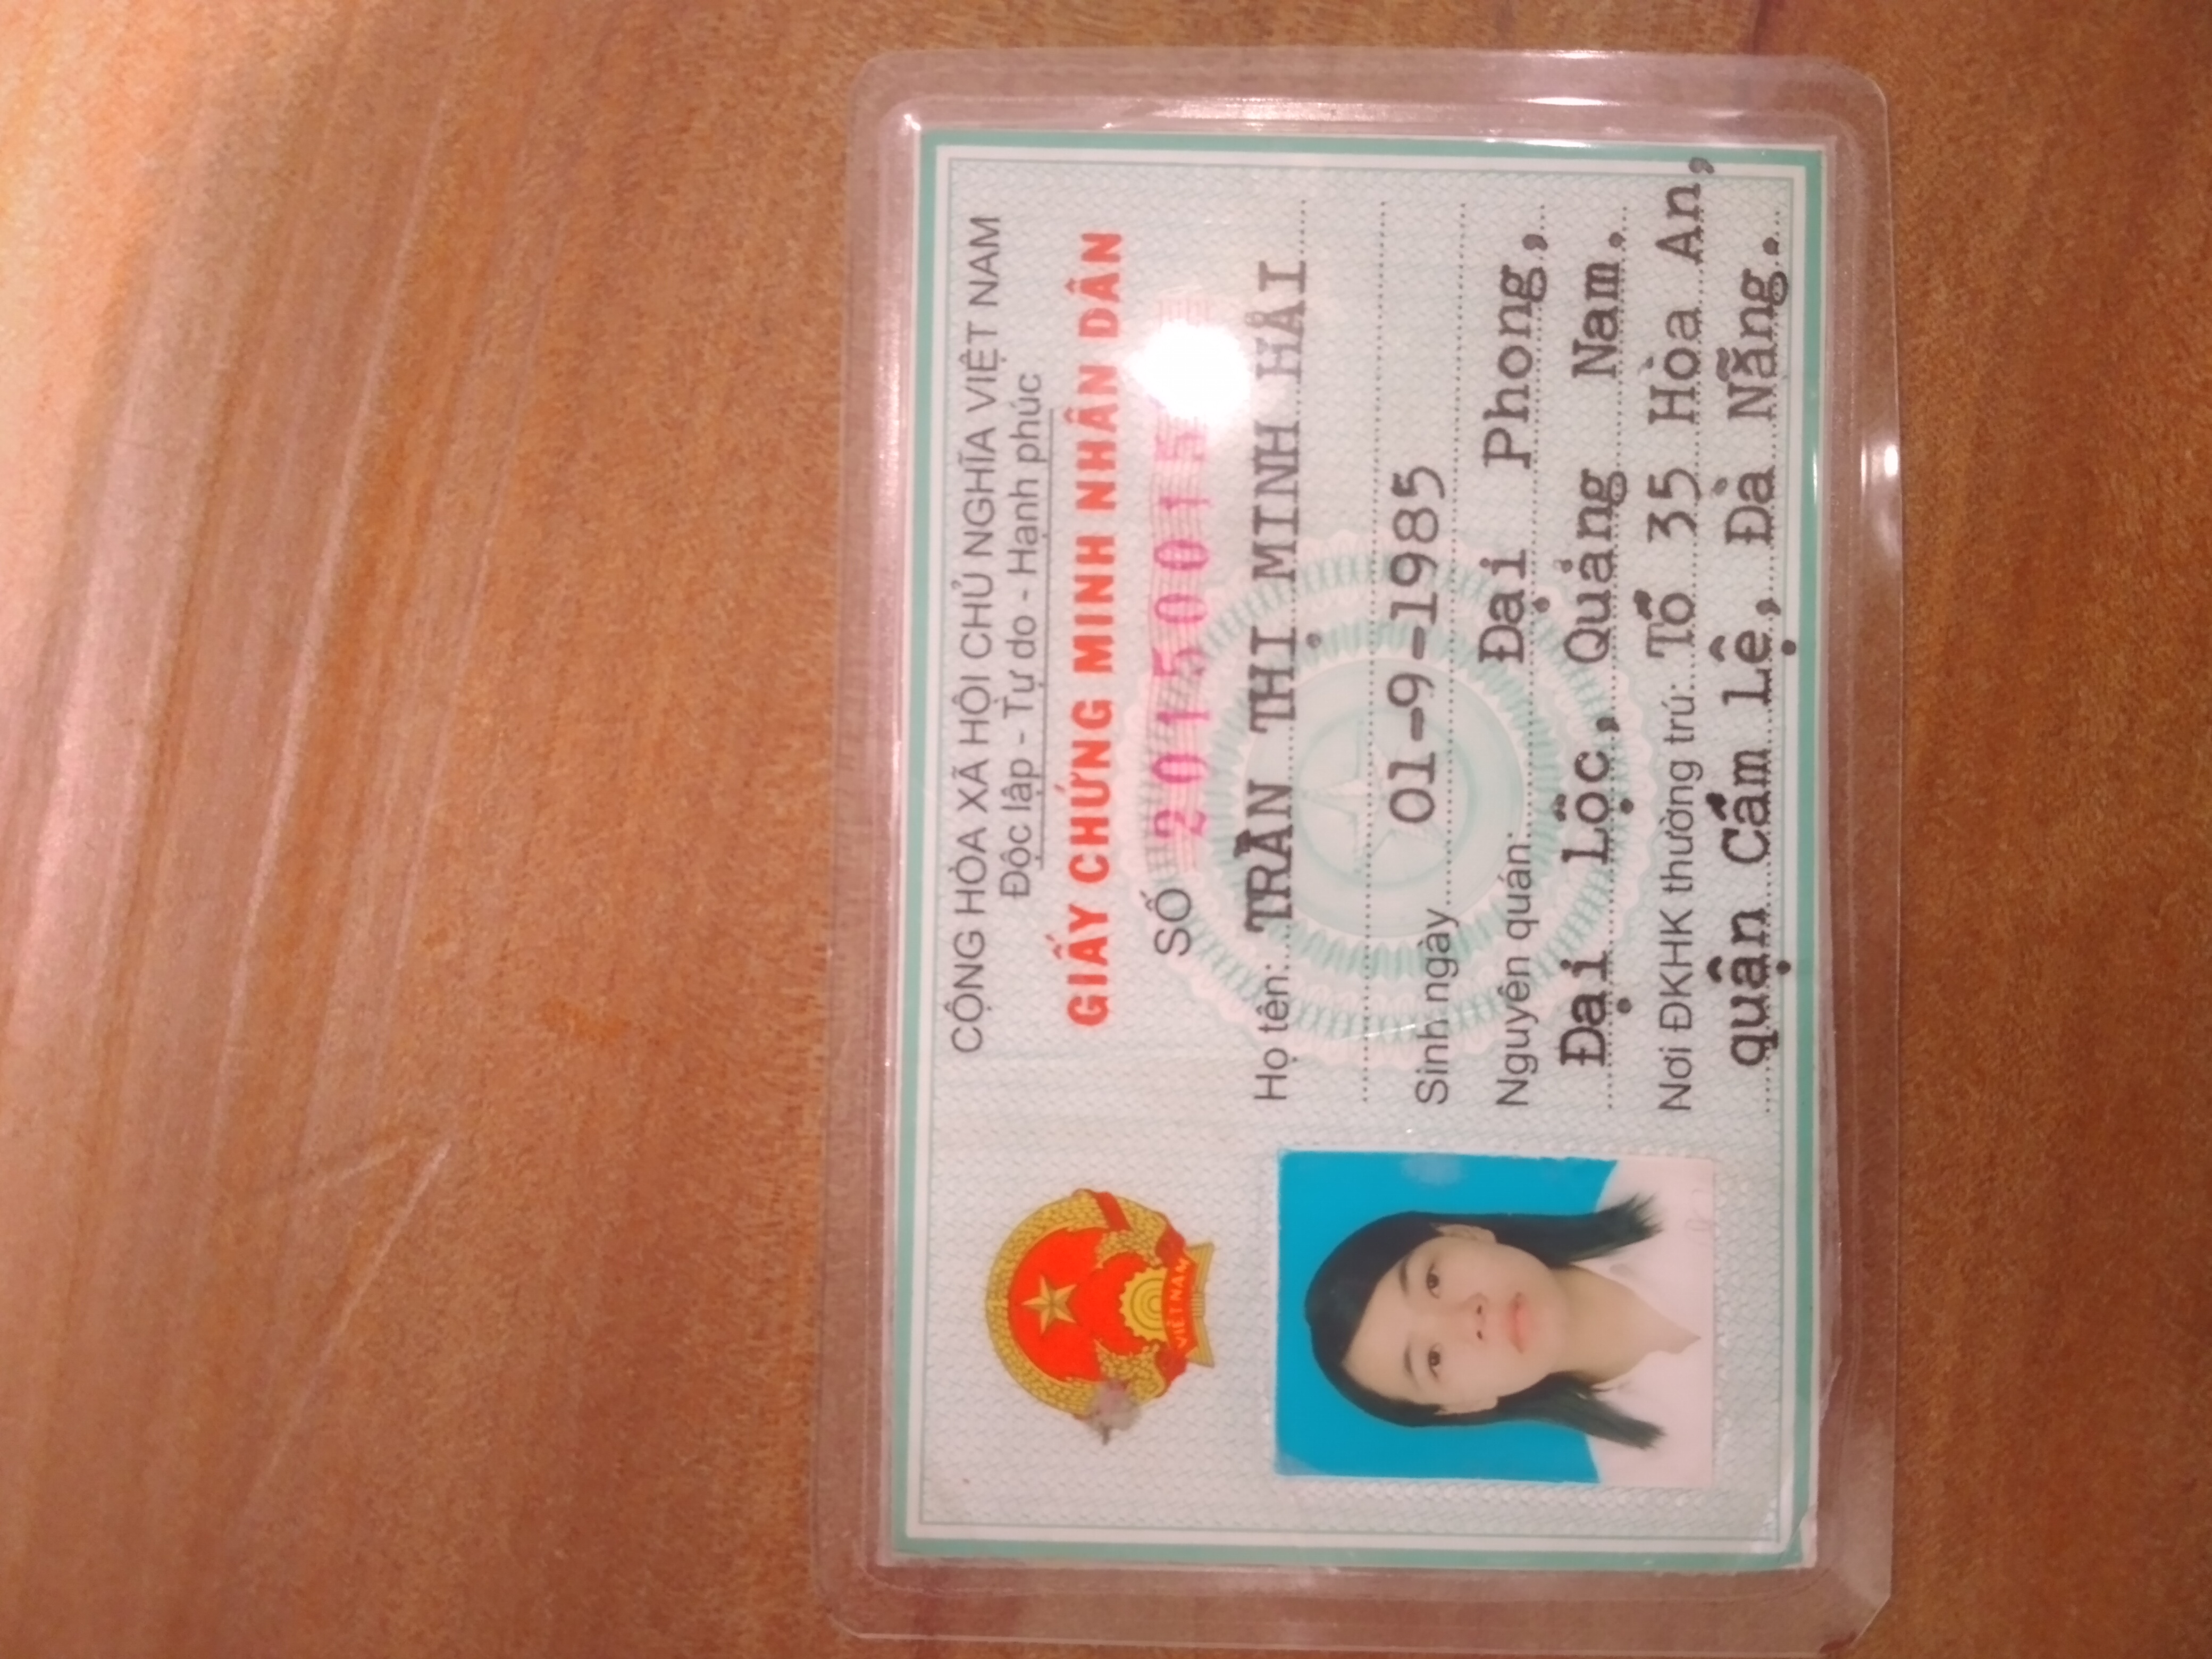 CỘNG HÒA XÃ HỘI CHỦ NGHĨA VIỆT NAM
Độc lập - Tự do - Hạnh phúc
GIẤY CHỨNG MINH NHÂN DÂN
SỐ
Họ tên: TRẦN THỊ MINH HẢI
Sinh ngày 01-9-1985
Nguyên quán Đại Phong,
Đại Lộc, Quảng Nam.
Nơi ĐKHK thường trú: Tổ 35 Hòa An,
quận Cẩm Lệ, Đà Nẵng.
VIỆT NAM